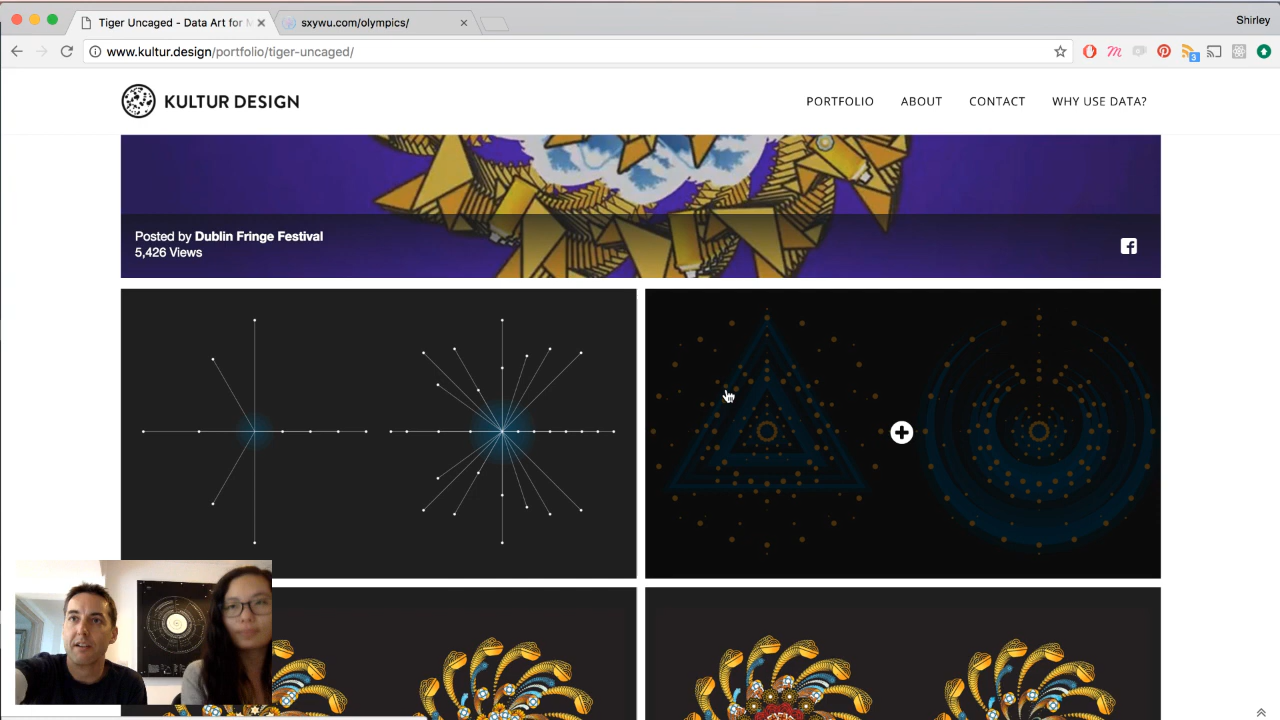 Tiger Uncaged - Data Art for M
sxywu.com/olympics/
Shirley
www.kultur.design/portfolio/tiger-uncaged/
3
KULTUR DESIGN
PORTFOLIO
ABOUT
CONTACT
WHY USE DATA?
Posted by Dublin Fringe Festival
5,426 Views